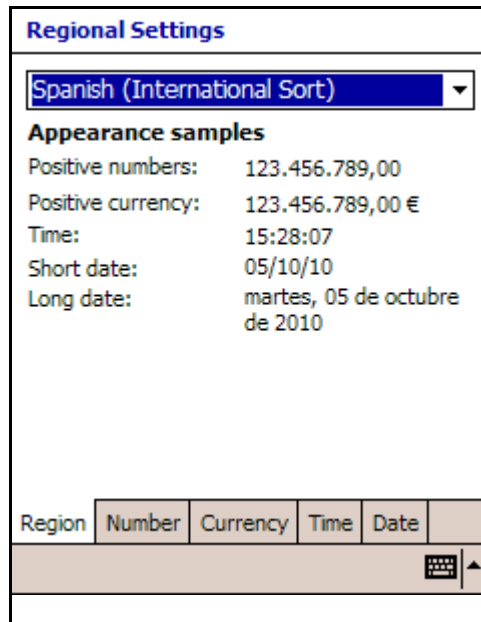 Regional Settings
Spanish (International Sort)
Appearance samples
Positive numbers: 123.456.789,00
Positive currency: 123.456.789,00 €
Time: 15:28:07
Short date: 05/10/10
Long date: martes, 05 de octubre
de 2010
Region Number Currency Time Date